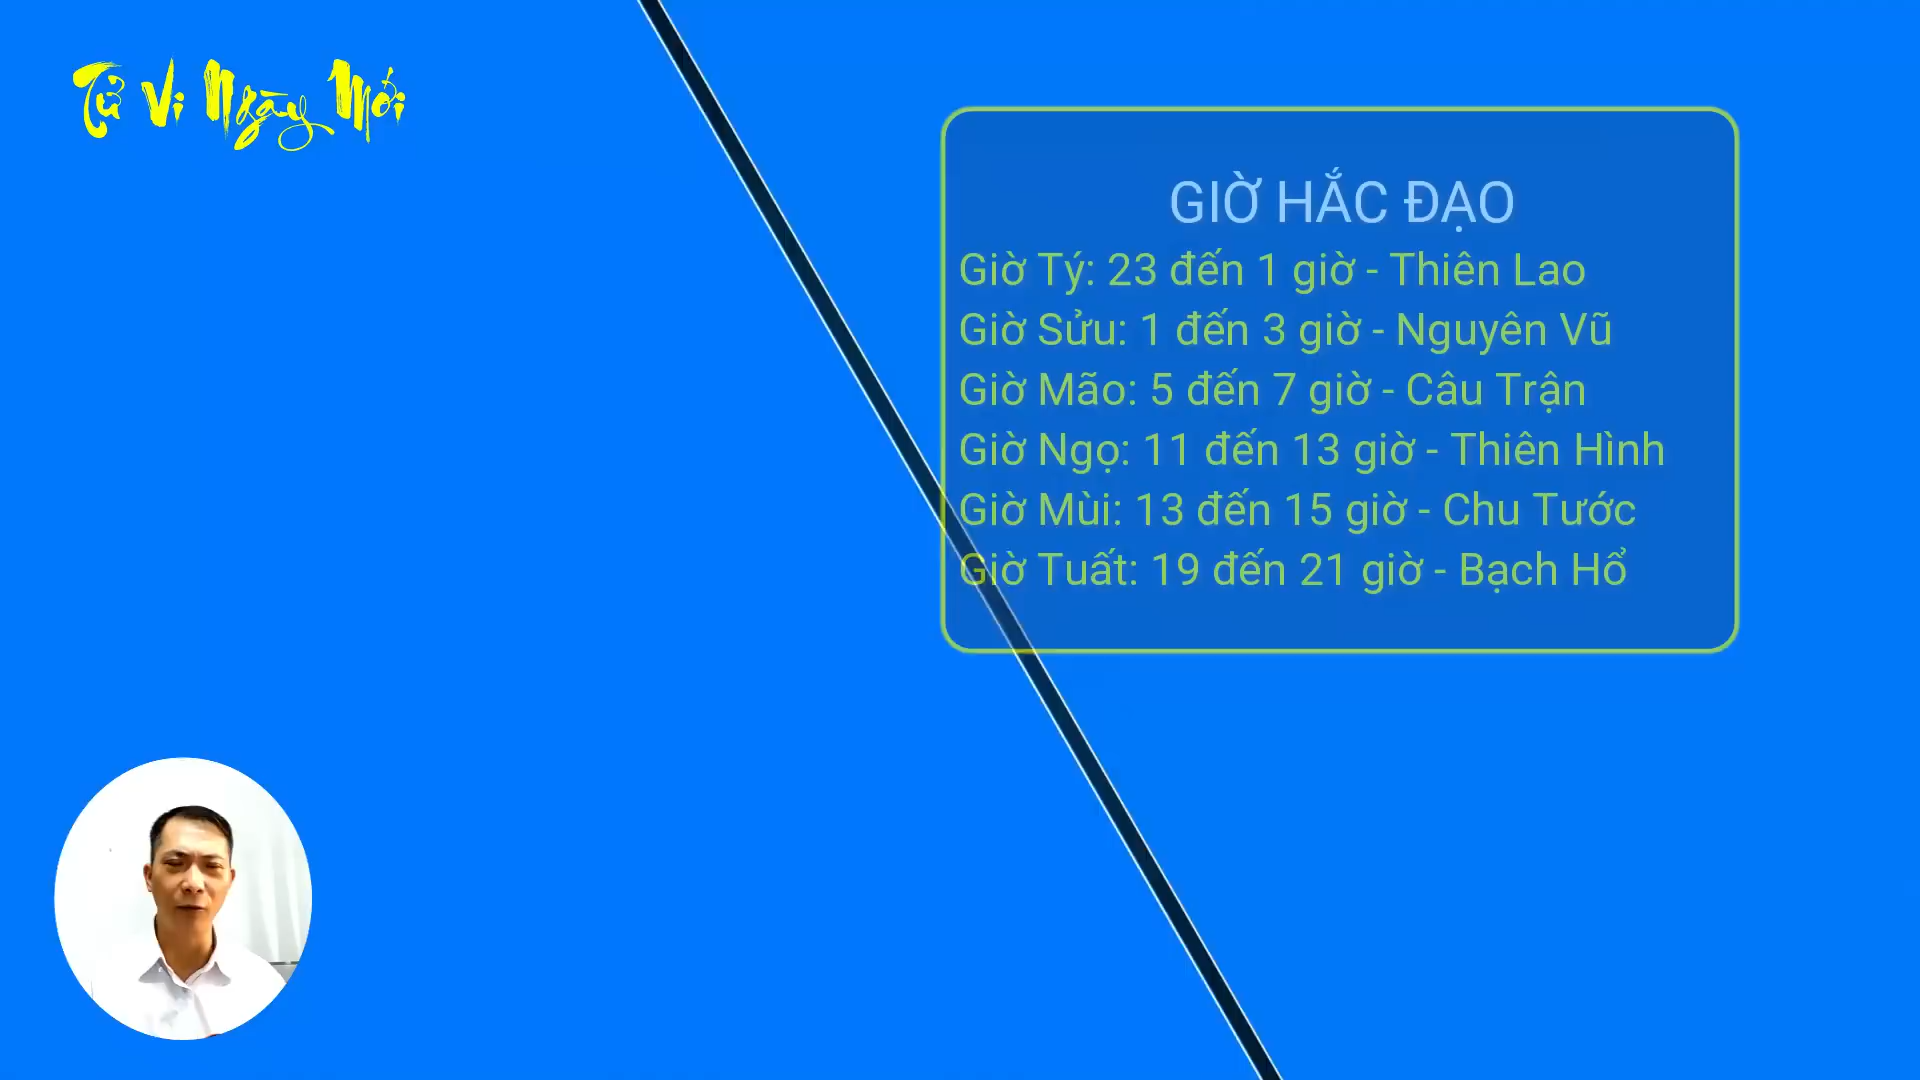 Tử Vi Ngày Mới
GIỜ HẮC ĐẠO
Giờ Tý: 23 đến 1 giờ - Thiên Lao
Giờ Sửu: 1 đến 3 giờ - Nguyên Vũ
Giờ Mão: 5 đến 7 giờ - Câu Trận
Giờ Ngọ: 11 đến 13 giờ - Thiên Hình
Giờ Mùi: 13 đến 15 giờ - Chu Tước
Giờ Tuất: 19 đến 21 giờ - Bạch Hổ